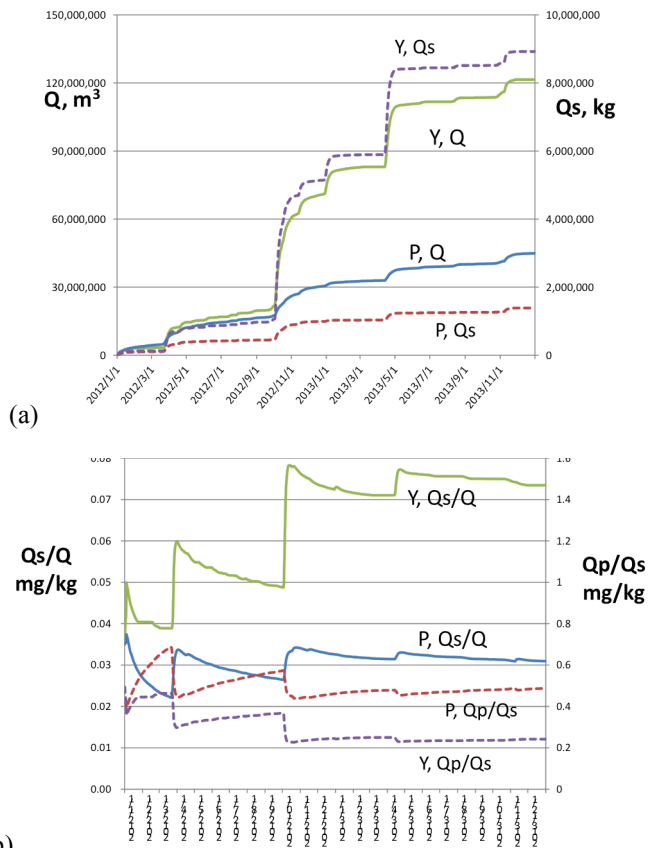 150,000,000
120,000,000
90,000,000
60,000,000
30,000,000
0
Q, m³
10,000,000
8,000,000
6,000,000
4,000,000
2,000,000
0
Qs, kg
Y, Qs
Y, Q
P, Q
P, Qs
2012/1/1
2012/3/1
2012/5/1
2012/7/1
2012/9/1
2012/11/1
2013/1/1
2013/3/1
2013/5/1
2013/7/1
2013/9/1
2013/11/1
(a)
0.08
0.07
0.06
0.05
0.04
0.03
0.02
0.01
0.00
Qs/Q
mg/kg
1.6
1.4
1.2
1
0.8
0.6
0.4
0.2
0
Qp/Qs
mg/kg
Y, Qs/Q
P, Qs/Q
P, Qp/Qs
Y, Qp/Qs
b)